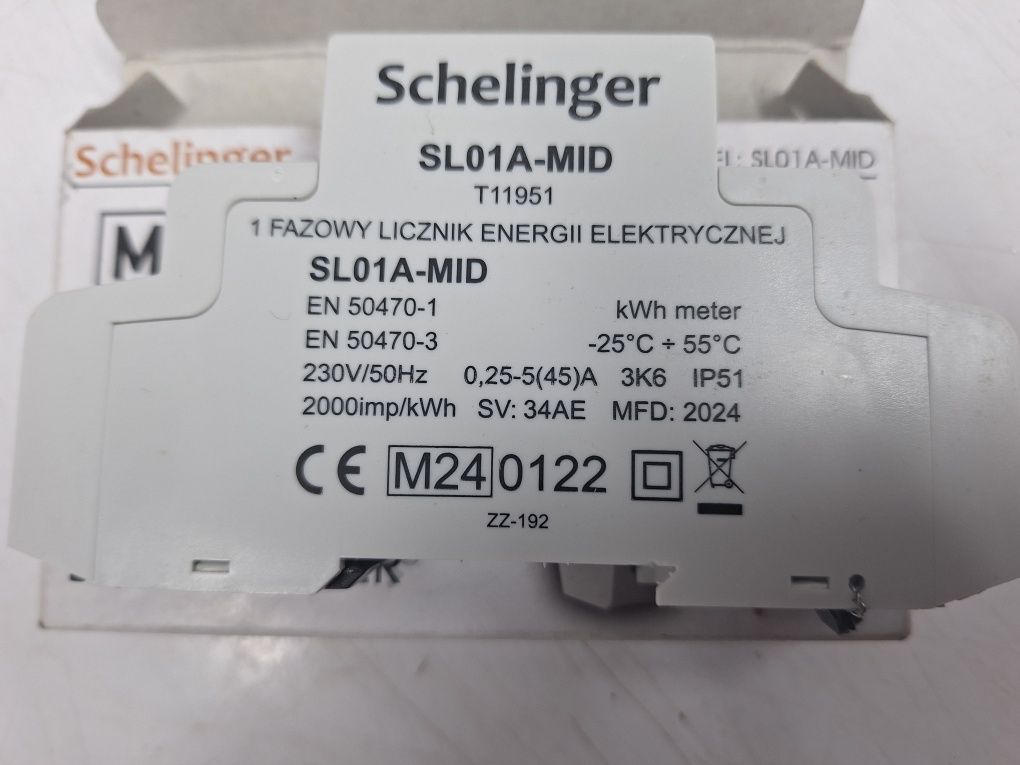 Schelinger
SL01A-MID
T11951
1 FAZOWY LICZNIK ENERGII ELEKTRYCZNEJ
SL01A-MID
EN 50470-1 kWh meter
EN 50470-3 -25°C ÷ 55°C
230V/50Hz 0,25-5(45)A 3K6 IP51
2000imp/kWh SV: 34AE MFD: 2024
CE M24 0122
ZZ-192
Schelinger
SL01A-MID
M